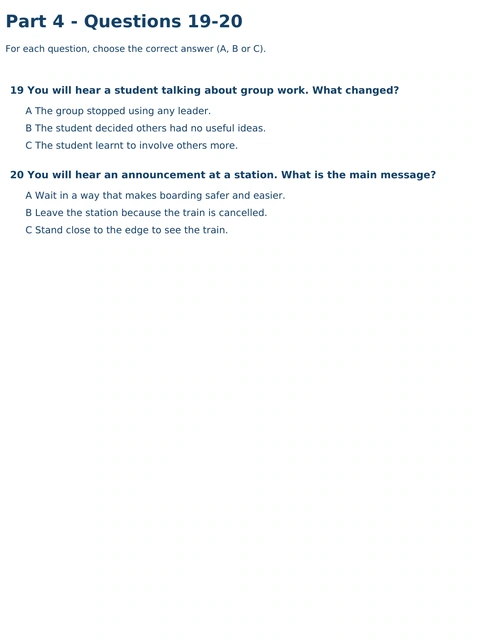 Part 4 - Questions 19-20
For each question, choose the correct answer (A, B or C).
19 You will hear a student talking about group work. What changed?
A The group stopped using any leader.
B The student decided others had no useful ideas.
C The student learnt to involve others more.
20 You will hear an announcement at a station. What is the main message?
A Wait in a way that makes boarding safer and easier.
B Leave the station because the train is cancelled.
C Stand close to the edge to see the train.